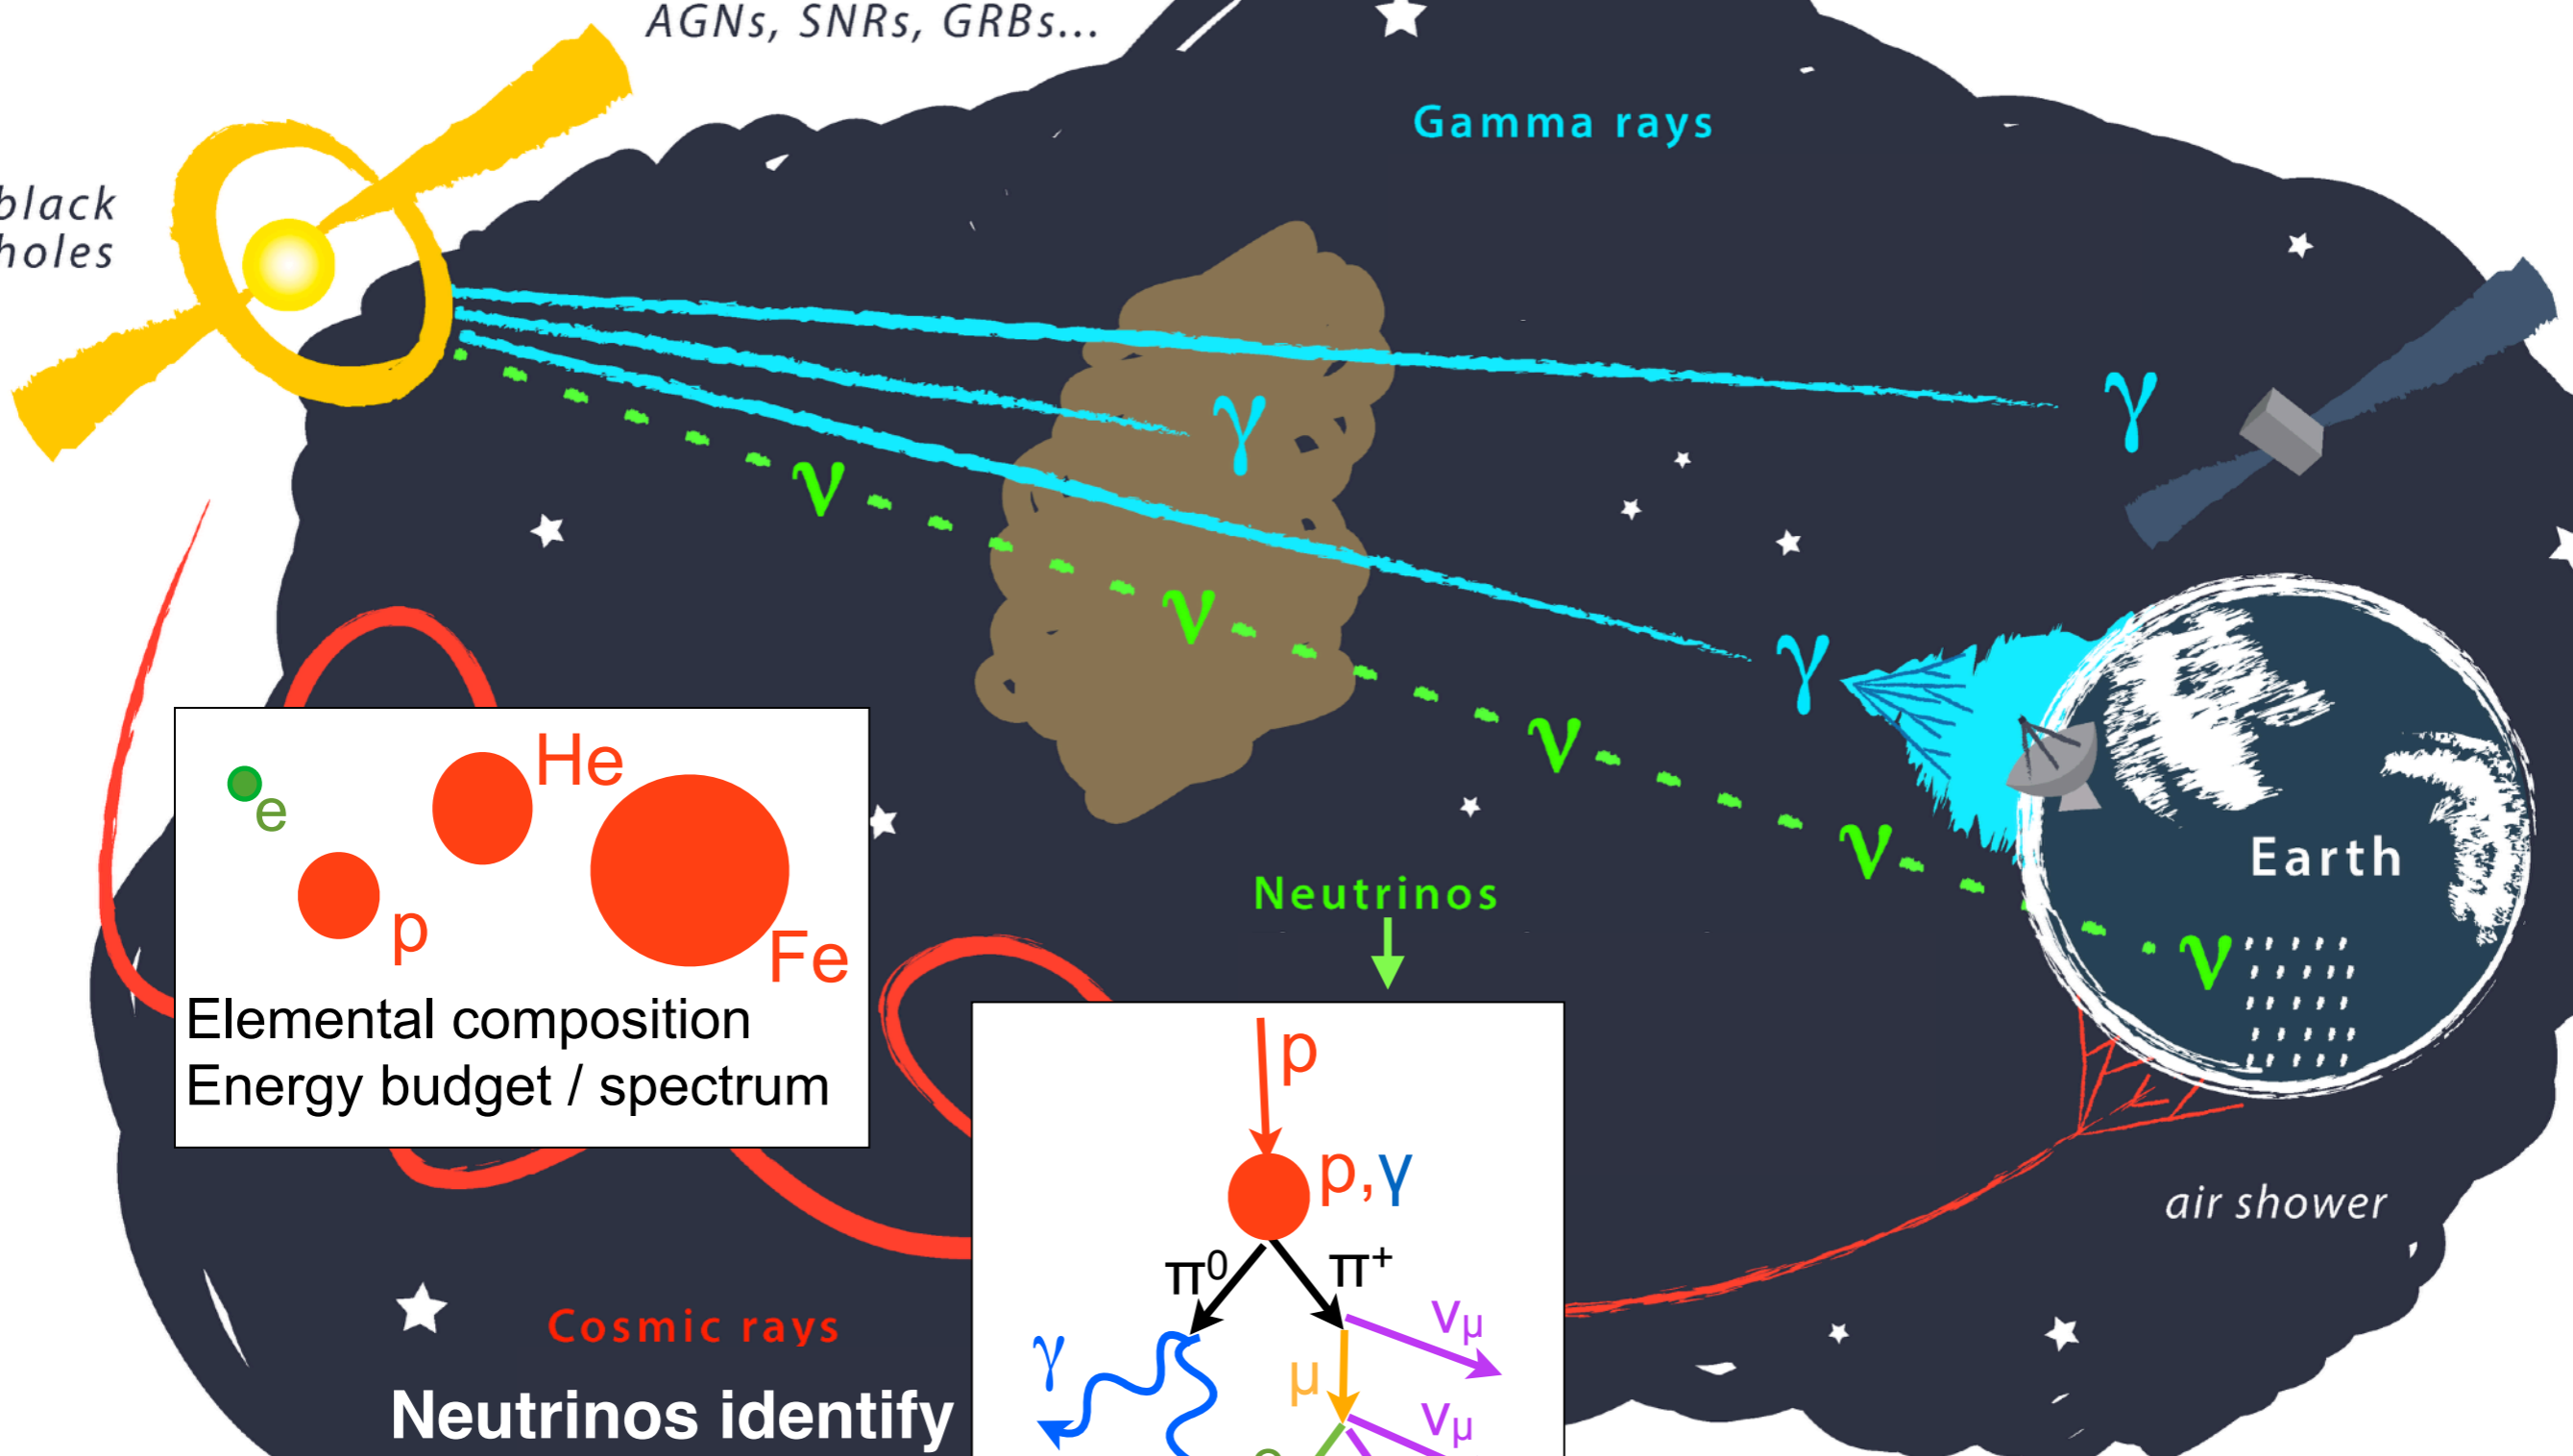 AGNs, SNRs, GRBs...
Gamma rays
black
holes
γ
γ
ν
ν
γ
ν
ν
Earth
ν
He
e
p
Fe
Elemental composition
Energy budget / spectrum
Neutrinos
p
p,γ
π⁰
π⁺
νμ
γ
μ
νμ
air shower
Cosmic rays
Neutrinos identify